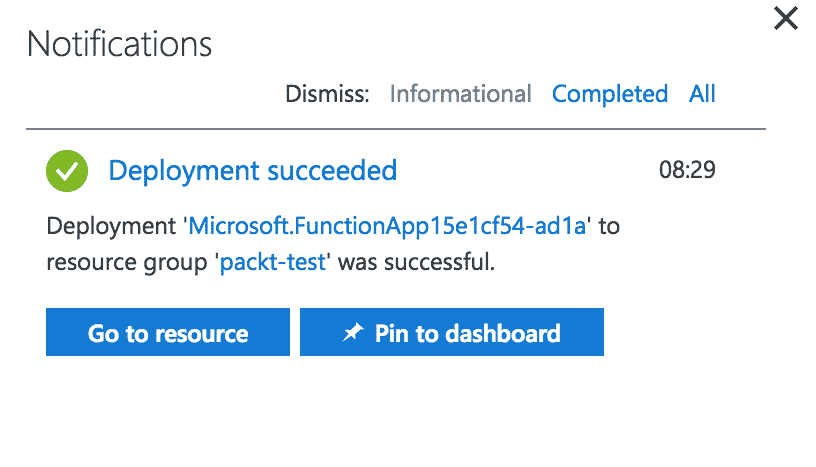 Notifications
Dismiss: Informational Completed All
Deployment succeeded 08:29
Deployment 'Microsoft.FunctionApp15e1cf54-ad1a' to
resource group 'packt-test' was successful.
Go to resource Pin to dashboard